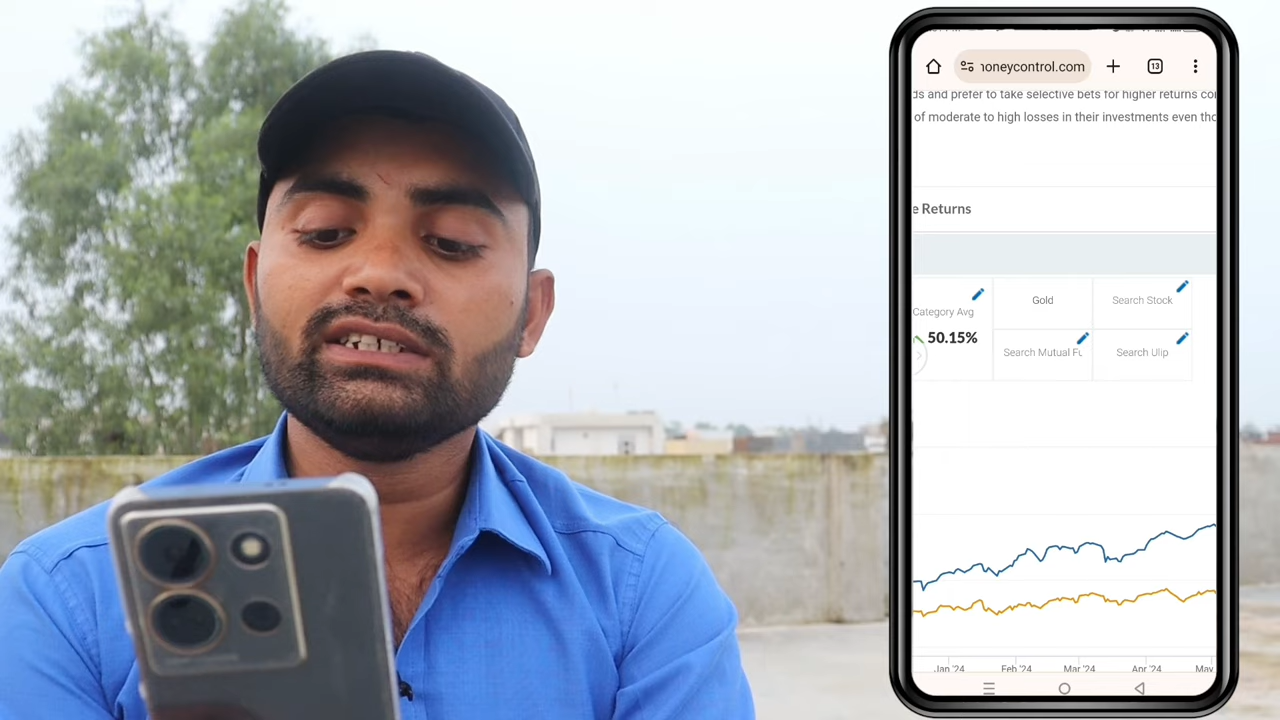 oneycontrol.com
13
ds and prefer to take selective bets for higher returns
of moderate to high losses in their investments even
e Returns
Category Avg
50.15%
Gold
Search Stock
Search Mutual
Search Ulip
Jan '24
Feb '24
Mar '24
Apr '24
May